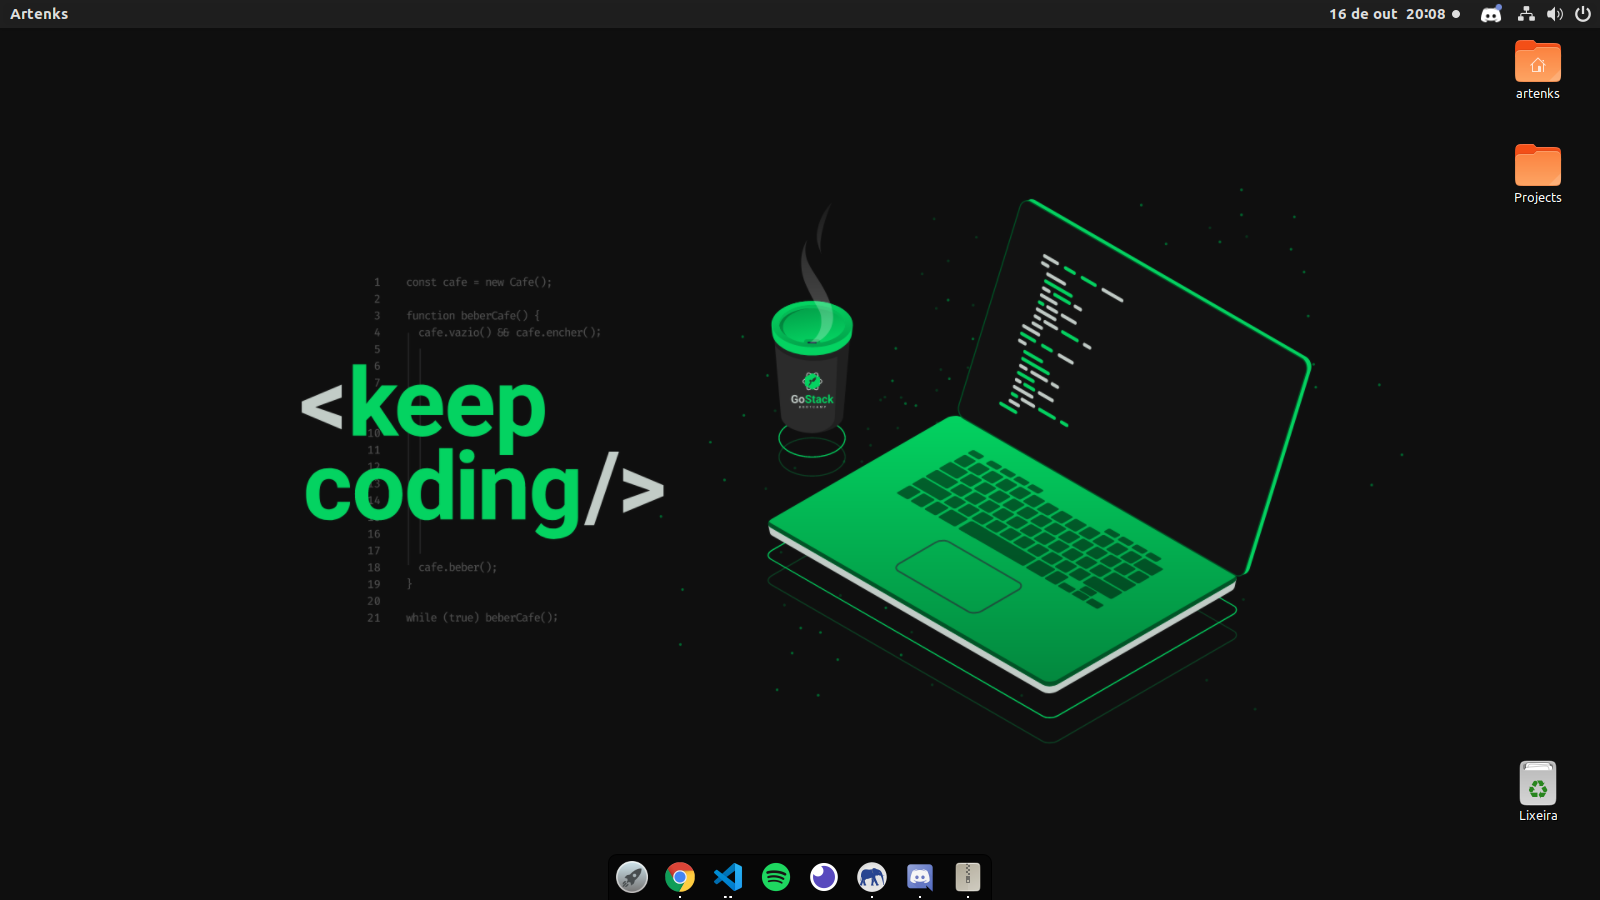 Artenks
16 de out 20:08
artenks
Projects
1 const cafe = new Cafe();
2
3 function beberCafe() {
4 cafe.vazio() && cafe.encher();
5
6
7
<keep
10
11
12
coding/>
13
14
16
17
18 cafe.beber();
19 }
20
21 while (true) beberCafe();
GoStack
BOOTCAMP
Lixeira